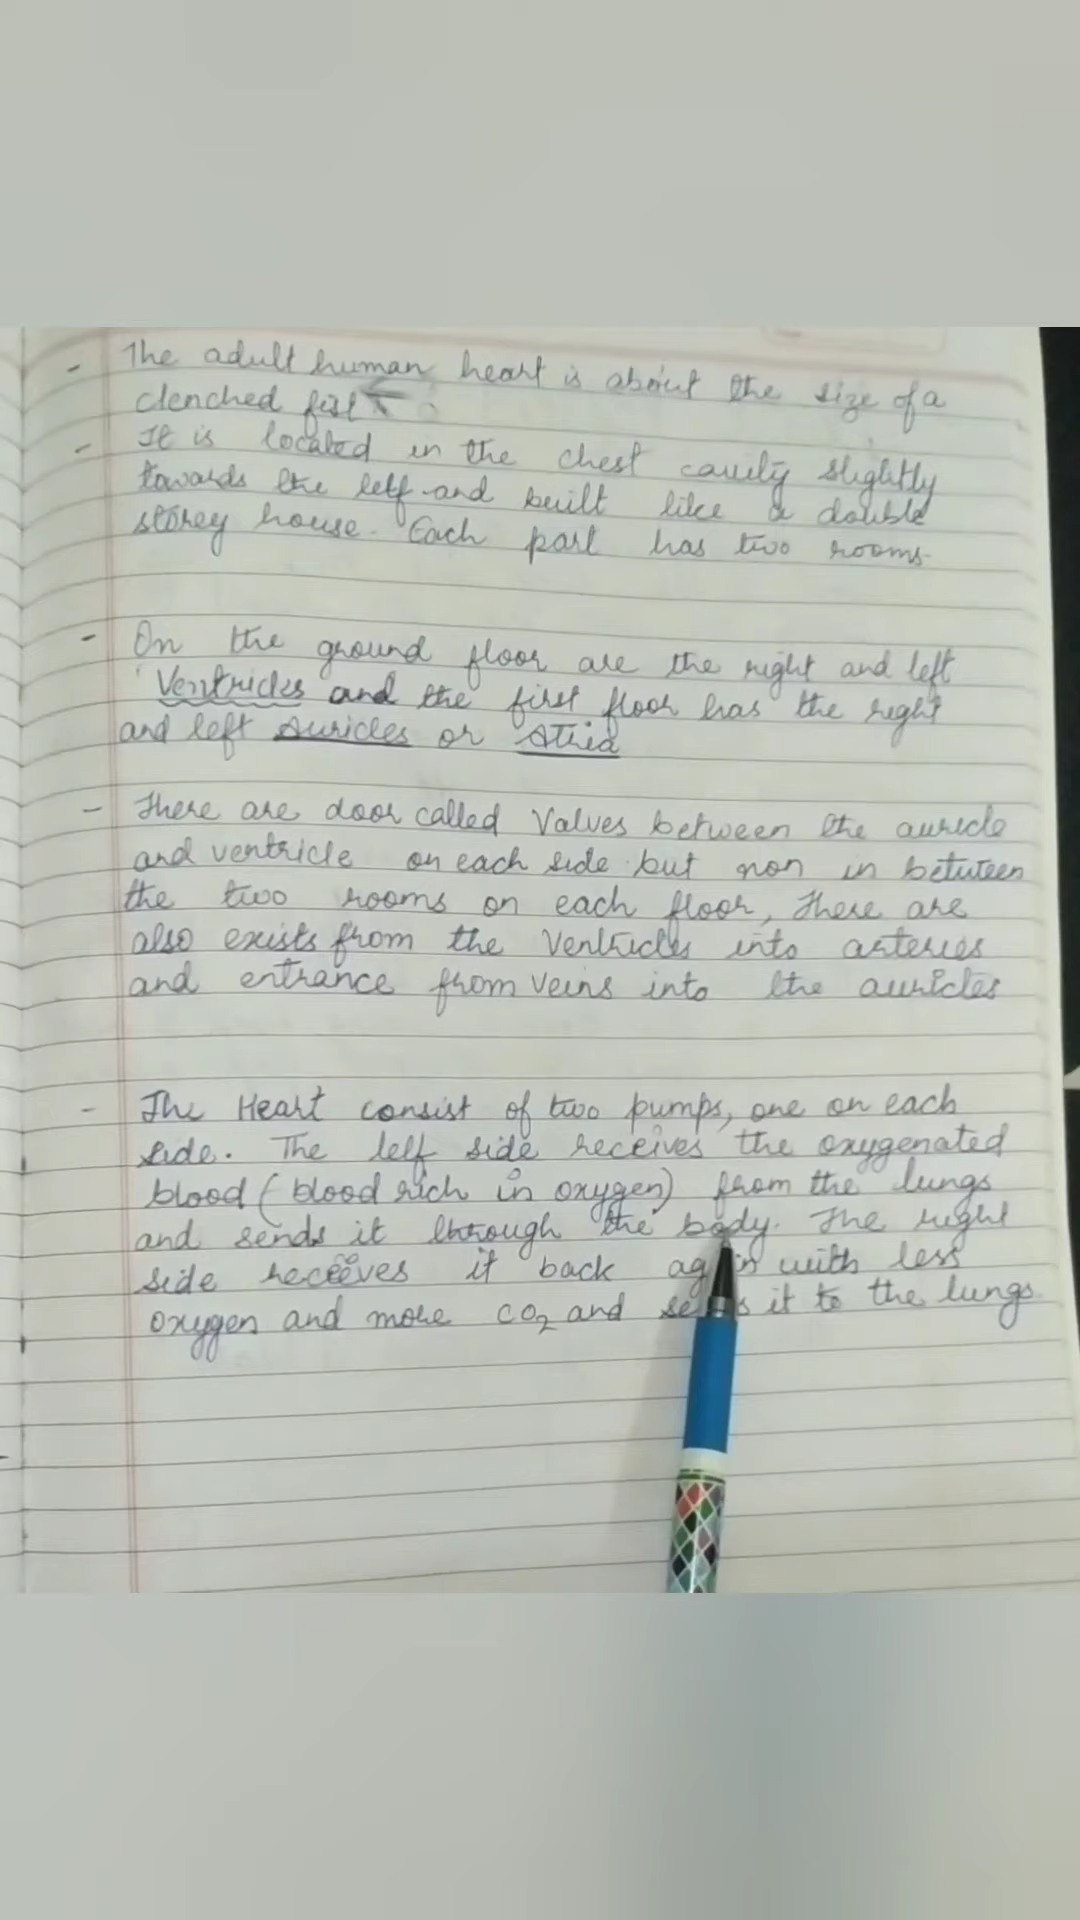 - The adult human heart is about the size of a
clenched fist
- It is located in the chest cavity slightly
towards the left and built like a double
storey house. Each part has two rooms.
- On the ground floor are the right and left
Ventricles and the first floor has the right
and left Auricles or Atria
- There are door called Valves between the auricle
and ventricle on each side but non in between
the two rooms on each floor, There are
also exists from the Ventricles into arteries
and entrance from veins into the auricles
- The Heart consist of two pumps, one on each
side. The left side receives the oxygenated
blood (blood rich in oxygen) from the lungs
and sends it through the body. The right
side receives it back again with less
oxygen and more CO2 and sends it to the lungs.